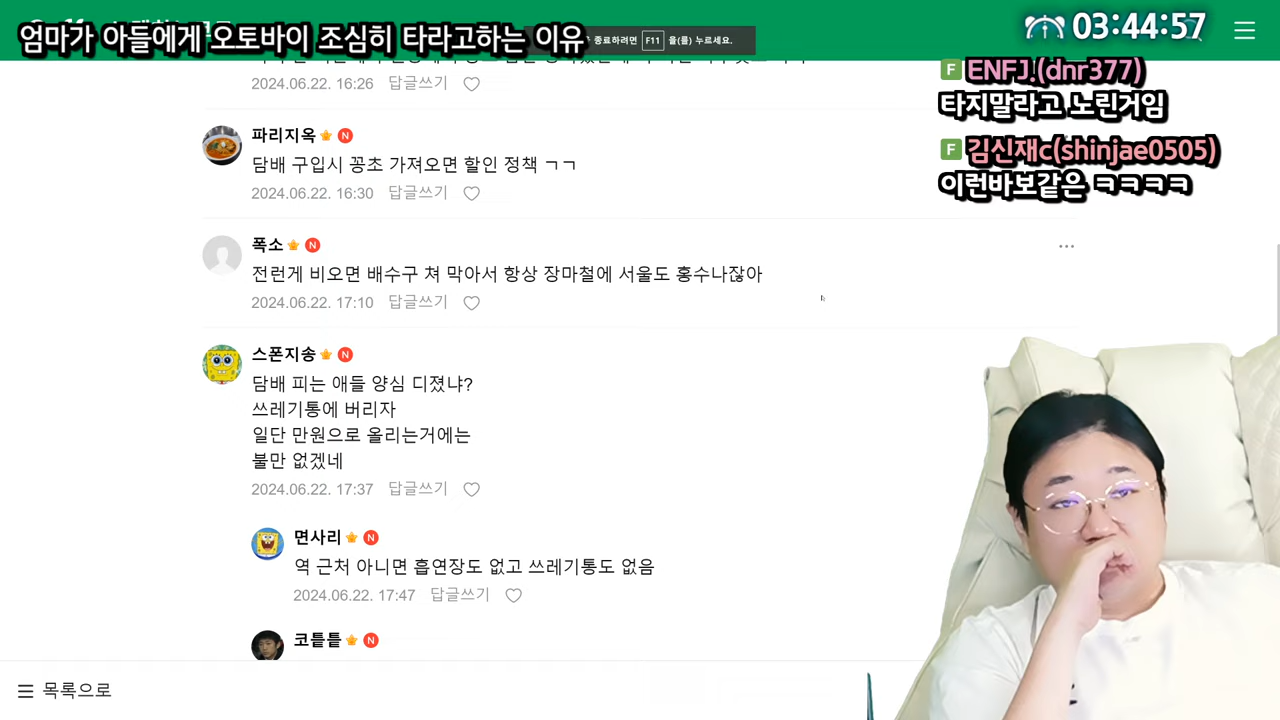 엄마가 아들에게 오토바이 조심히 타라고하는 이유
종료하려면 F11 을(를) 누르세요.
03:44:57
F ENFJ.(dnr377)
타지말라고 노린거임
F 김신재c(shinjae0505)
이런바보같은 ㅋㅋㅋㅋ
2024.06.22. 16:26 답글쓰기
파리지옥 N
담배 구입시 꽁초 가져오면 할인 정책 ㄱㄱ
2024.06.22. 16:30 답글쓰기
폭소 N
전런게 비오면 배수구 쳐 막아서 항상 장마철에 서울도 홍수나잖아
2024.06.22. 17:10 답글쓰기
스폰지송 N
담배 피는 애들 양심 디졌냐?
쓰레기통에 버리자
일단 만원으로 올리는거에는
불만 없겠네
2024.06.22. 17:37 답글쓰기
면사리 N
역 근처 아니면 흡연장도 없고 쓰레기통도 없음
2024.06.22. 17:47 답글쓰기
코틑틑 N
목록으로